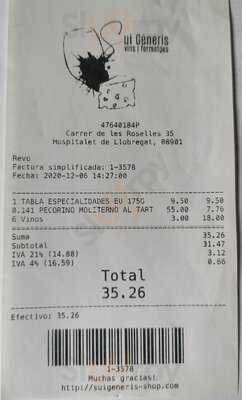 Sui Generis
vins i formatges
47640184P
Carrer de les Roselles 35
Hospitalet de Llobregat, 08901
Revo
Factura simplificada: 1-3578
Fecha: 2020-12-06 14:27:00
1 TABLA ESPECIALIDADES EU 175G 9.50 9.50
0.141 PECORINO MOLITERNO AL TART 55.00 7.76
6 Vinos 3.00 18.00
Suma 35.26
Subtotal 31.47
IVA 21% (14.88) 3.12
IVA 4% (16.59) 0.66
Total
35.26
Efectivo: 35.26
1-3578
Muchas gracias!
http://suigeneris-shop.com